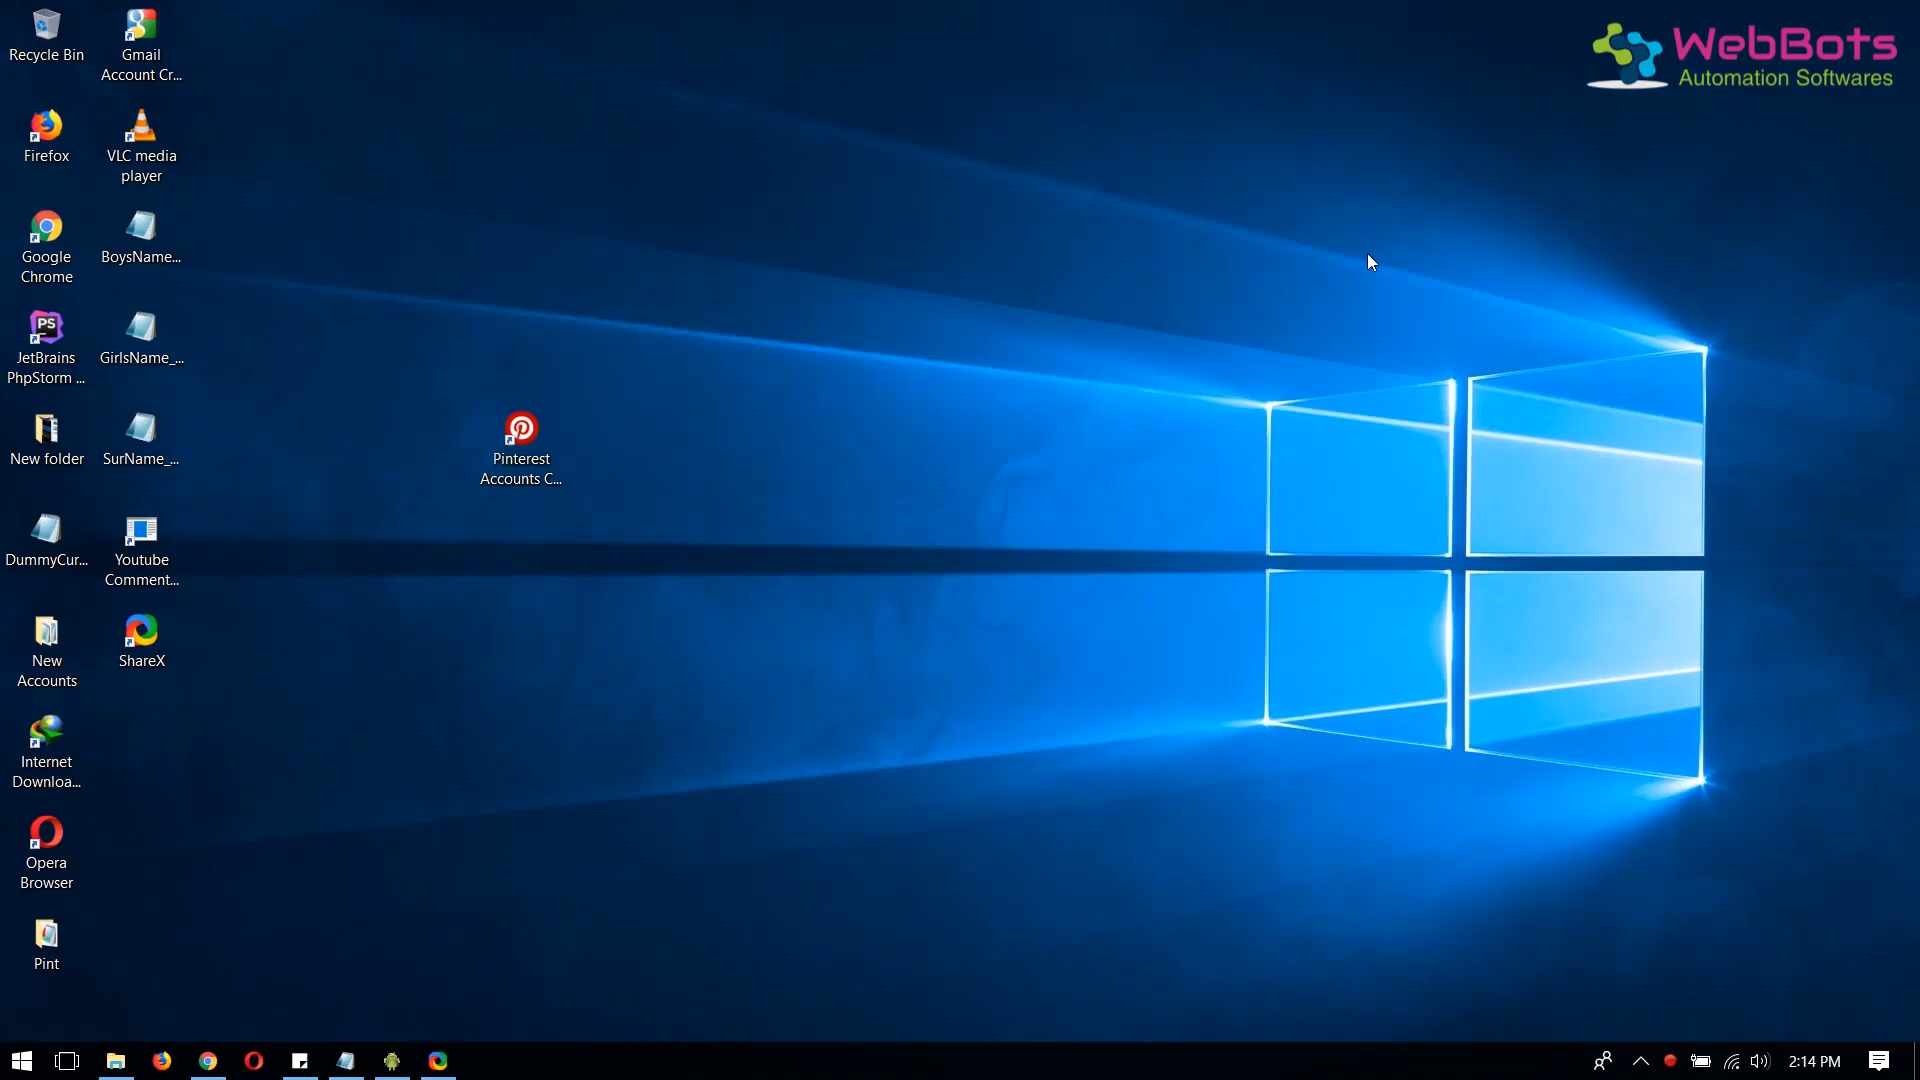 Recycle Bin
Gmail
Account Cr...
WebBots
Automation Softwares
Firefox
VLC media
player
Google
Chrome
BoysName...
PS
JetBrains
PhpStorm ...
GirlsName_...
New folder
SurName_...
Pinterest
Accounts C...
DummyCur...
Youtube
Comment...
New
Accounts
ShareX
Internet
Downloa...
Opera
Browser
Pint
2:14 PM